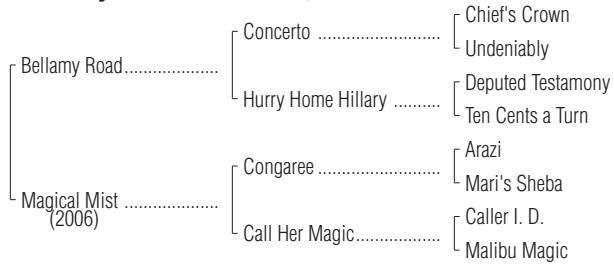 Chief's Crown
Concerto ........................
Undeniably
Bellamy Road...................
Deputed Testamony
Hurry Home Hillary ..........
Ten Cents a Turn
Arazi
Congaree ........................
Mari's Sheba
Magical Mist ...................
(2006)
Caller I. D.
Call Her Magic.................
Malibu Magic